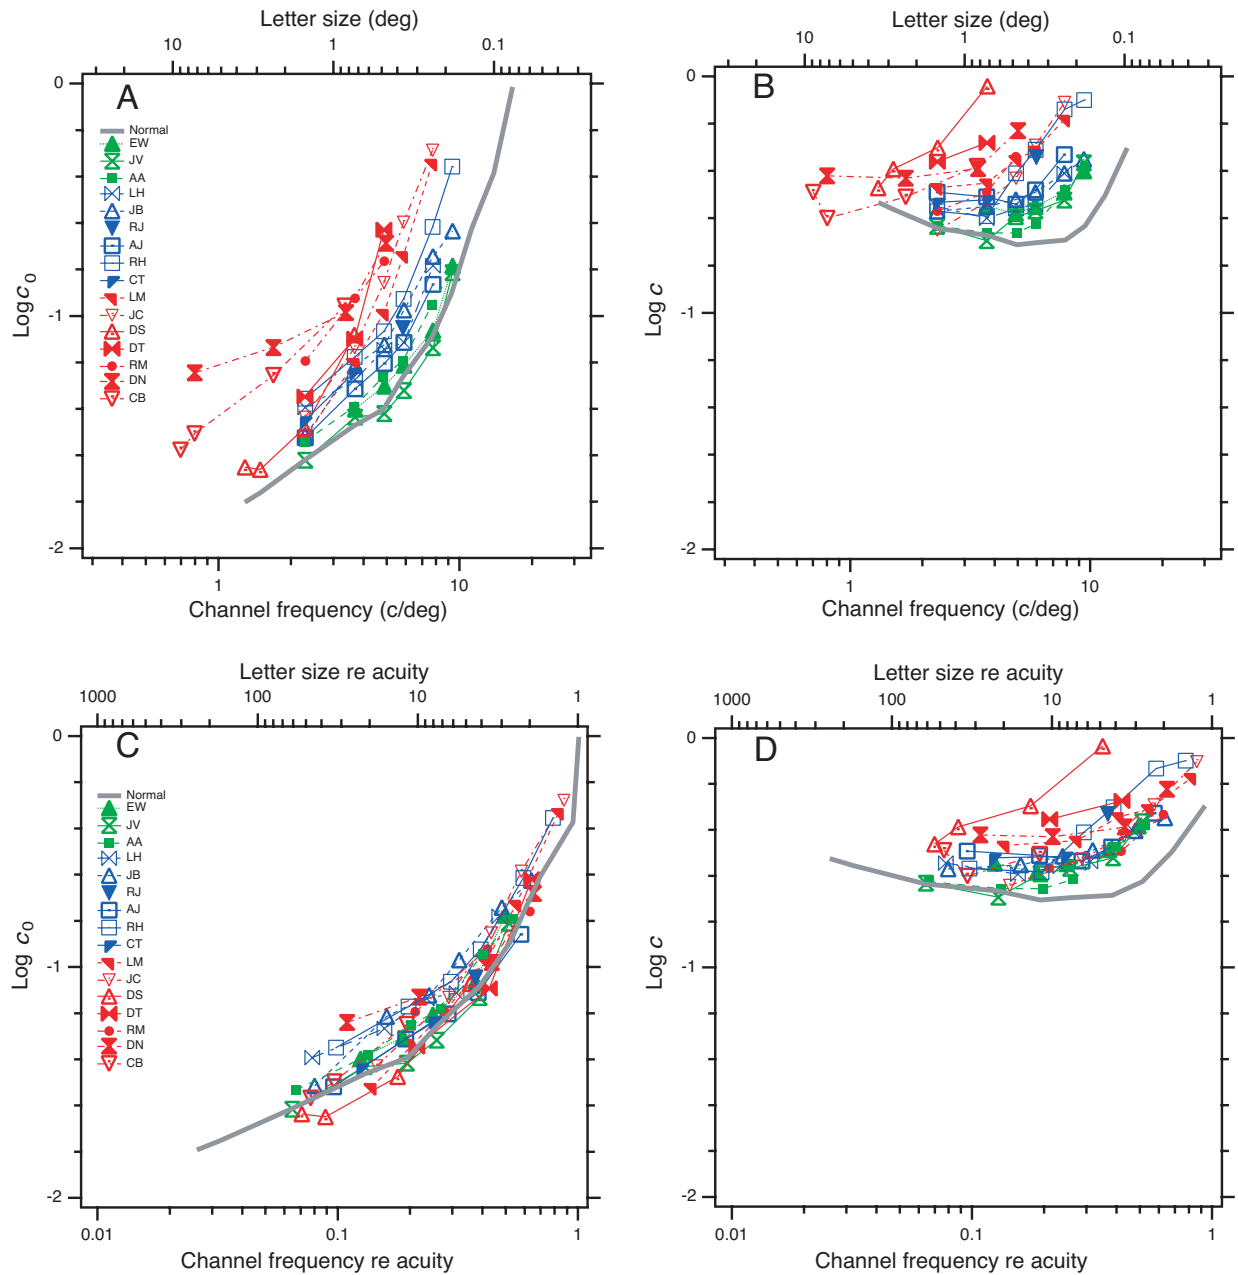 Letter size (deg)
10 1 0.1
A
0
-1
-2
Log c0
Normal
EW
JV
AA
LH
JB
RJ
AJ
RH
CT
LM
JC
DS
DT
RM
DN
CB
1 10
Channel frequency (c/deg)
Letter size (deg)
10 1 0.1
B
0
-1
-2
Log c
1 10
Channel frequency (c/deg)
Letter size re acuity
1000 100 10 1
C
0
-1
-2
Log c0
Normal
EW
JV
AA
LH
JB
RJ
AJ
RH
CT
LM
JC
DS
DT
RM
DN
CB
0.01 0.1 1
Channel frequency re acuity
Letter size re acuity
1000 100 10 1
D
0
-1
-2
Log c
0.01 0.1 1
Channel frequency re acuity